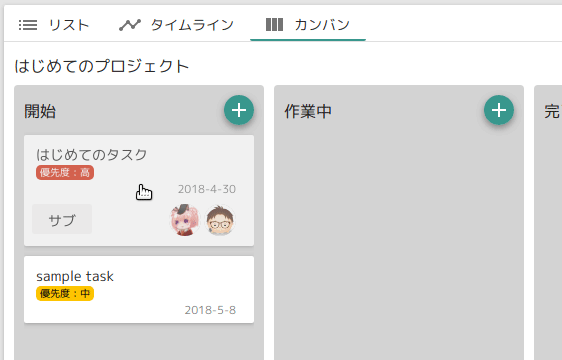 リスト
タイムライン
カンバン
はじめてのプロジェクト
開始
はじめてのタスク
優先度：高
2018-4-30
サブ
sample task
優先度：中
2018-5-8
作業中
完